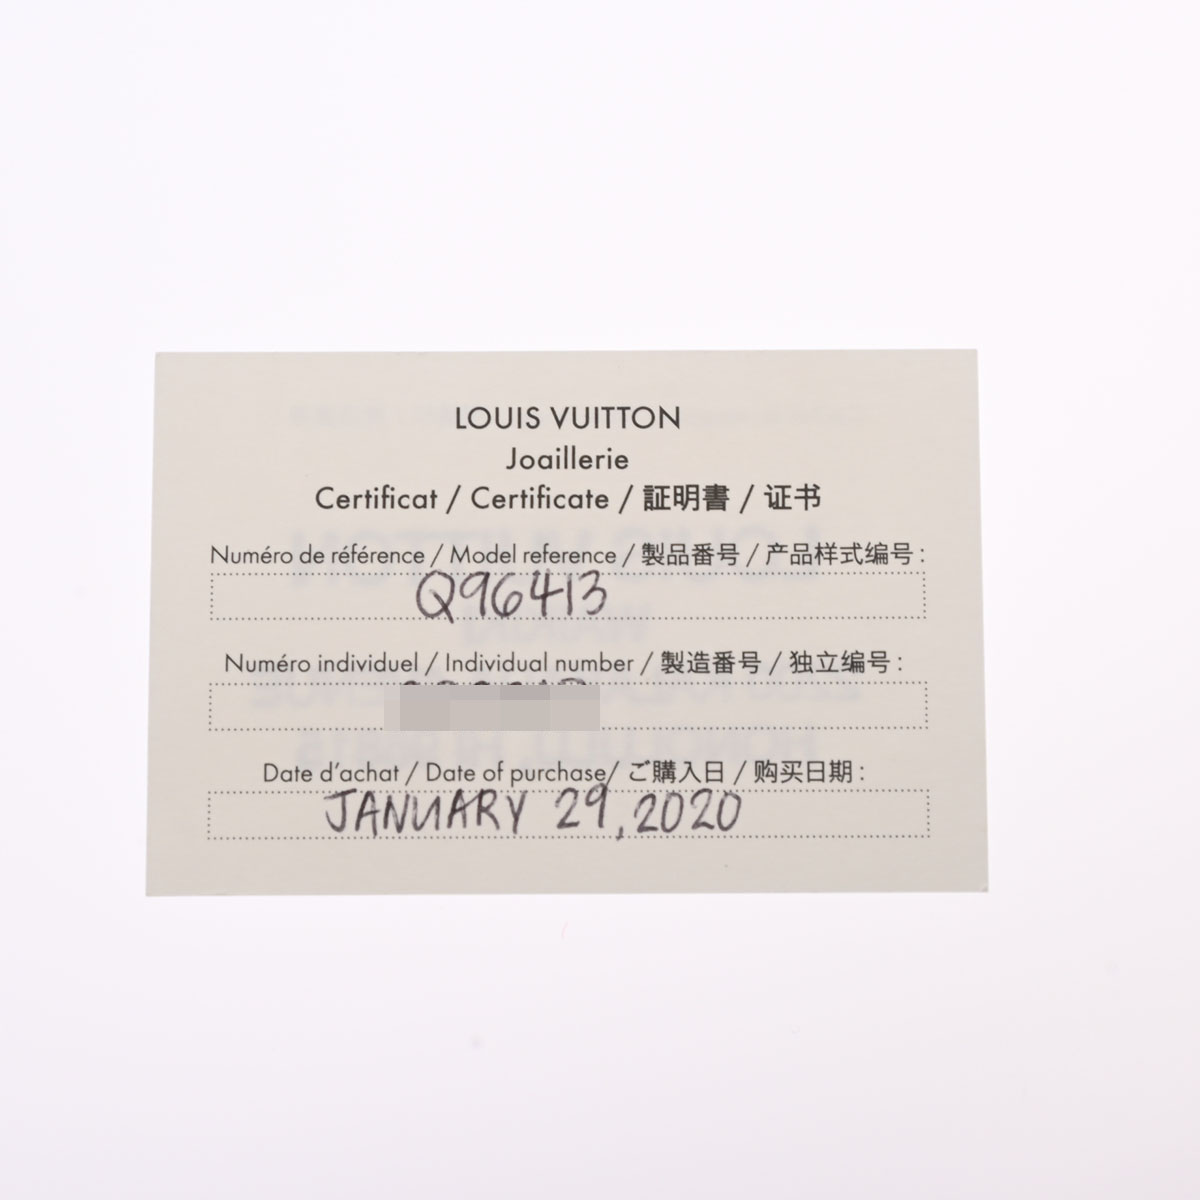 LOUIS VUITTON
Joaillerie
Certificat / Certificate / 証明書 / 证书
Numéro de référence / Model reference / 製品番号 / 产品样式编号 :
Q96413
Numéro individuel / Individual number / 製造番号 / 独立编号 :
Date d'achat / Date of purchase / ご購入日 / 购买日期 :
JANUARY 29, 2020